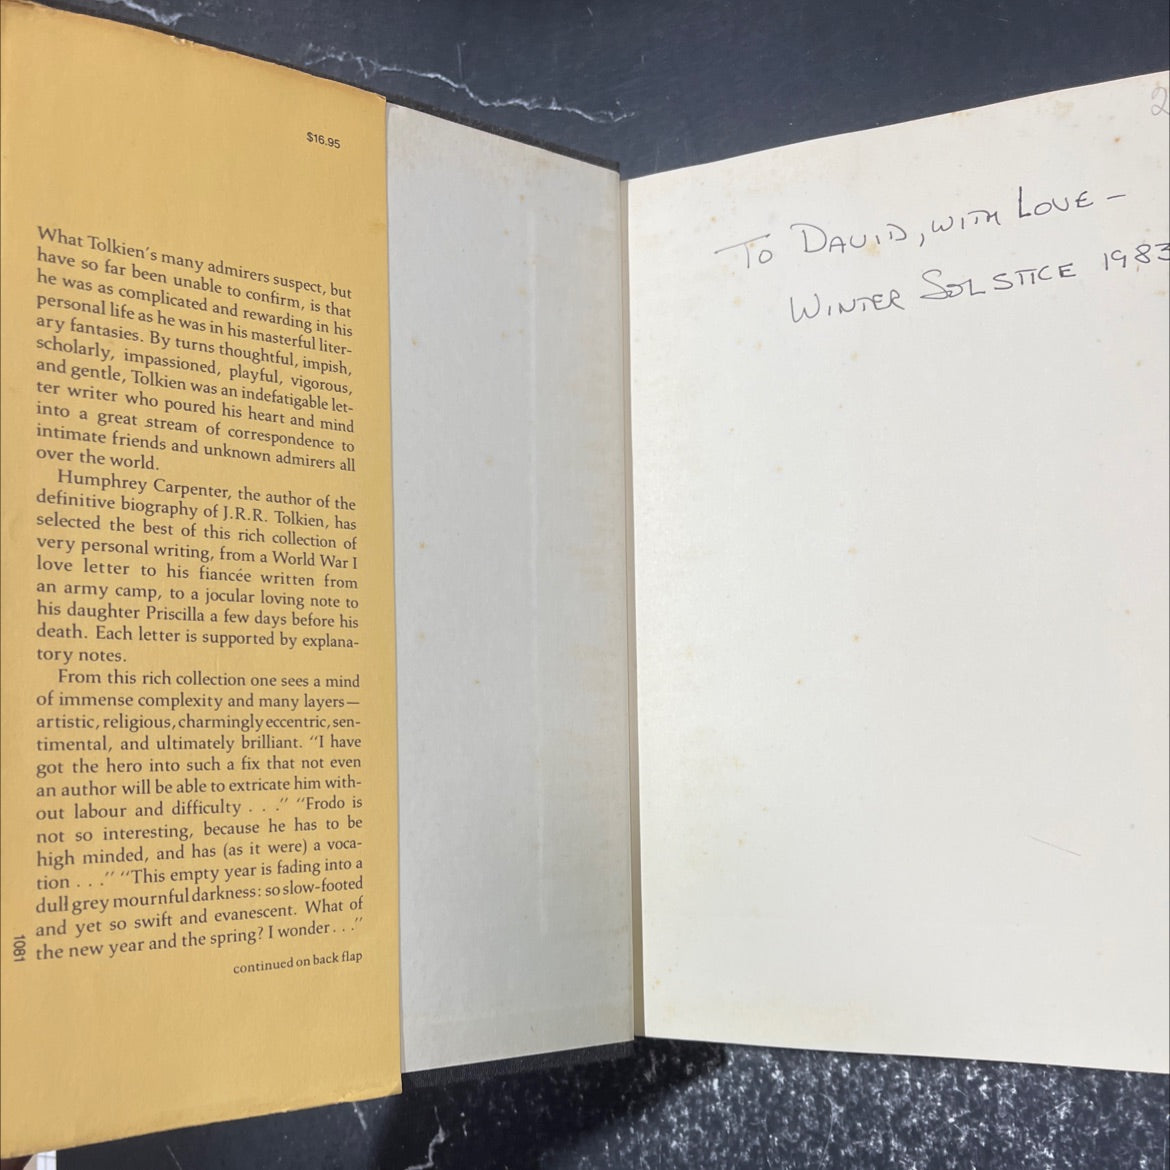 $16.95
What Tolkien's many admirers suspect, but
have so far been unable to confirm, is that
he was as complicated and rewarding in his
personal life as he was in his masterful liter-
ary fantasies. By turns thoughtful, impish,
scholarly, impassioned, playful, vigorous,
and gentle, Tolkien was an indefatigable let-
ter writer who poured his heart and mind
into a great stream of correspondence to
intimate friends and unknown admirers all
over the world.
Humphrey Carpenter, the author of the
definitive biography of J.R.R. Tolkien, has
selected the best of this rich collection of
very personal writing, from a World War I
love letter to his fiancée written from
an army camp, to a jocular loving note to
his daughter Priscilla a few days before his
death. Each letter is supported by explana-
tory notes.
From this rich collection one sees a mind
of immense complexity and many layers—
artistic, religious, charmingly eccentric, sen-
timental, and ultimately brilliant. "I have
got the hero into such a fix that not even
an author will be able to extricate him with-
out labour and difficulty . . ." "Frodo is
not so interesting, because he has to be
high minded, and has (as it were) a voca-
tion . . ." "This empty year is fading into a
dull grey mournful darkness: so slow-footed
and yet so swift and evanescent. What of
the new year and the spring? I wonder . . ."
continued on back flap
1081
TO DAVID, WITH LOVE –
WINTER SOLSTICE 1983